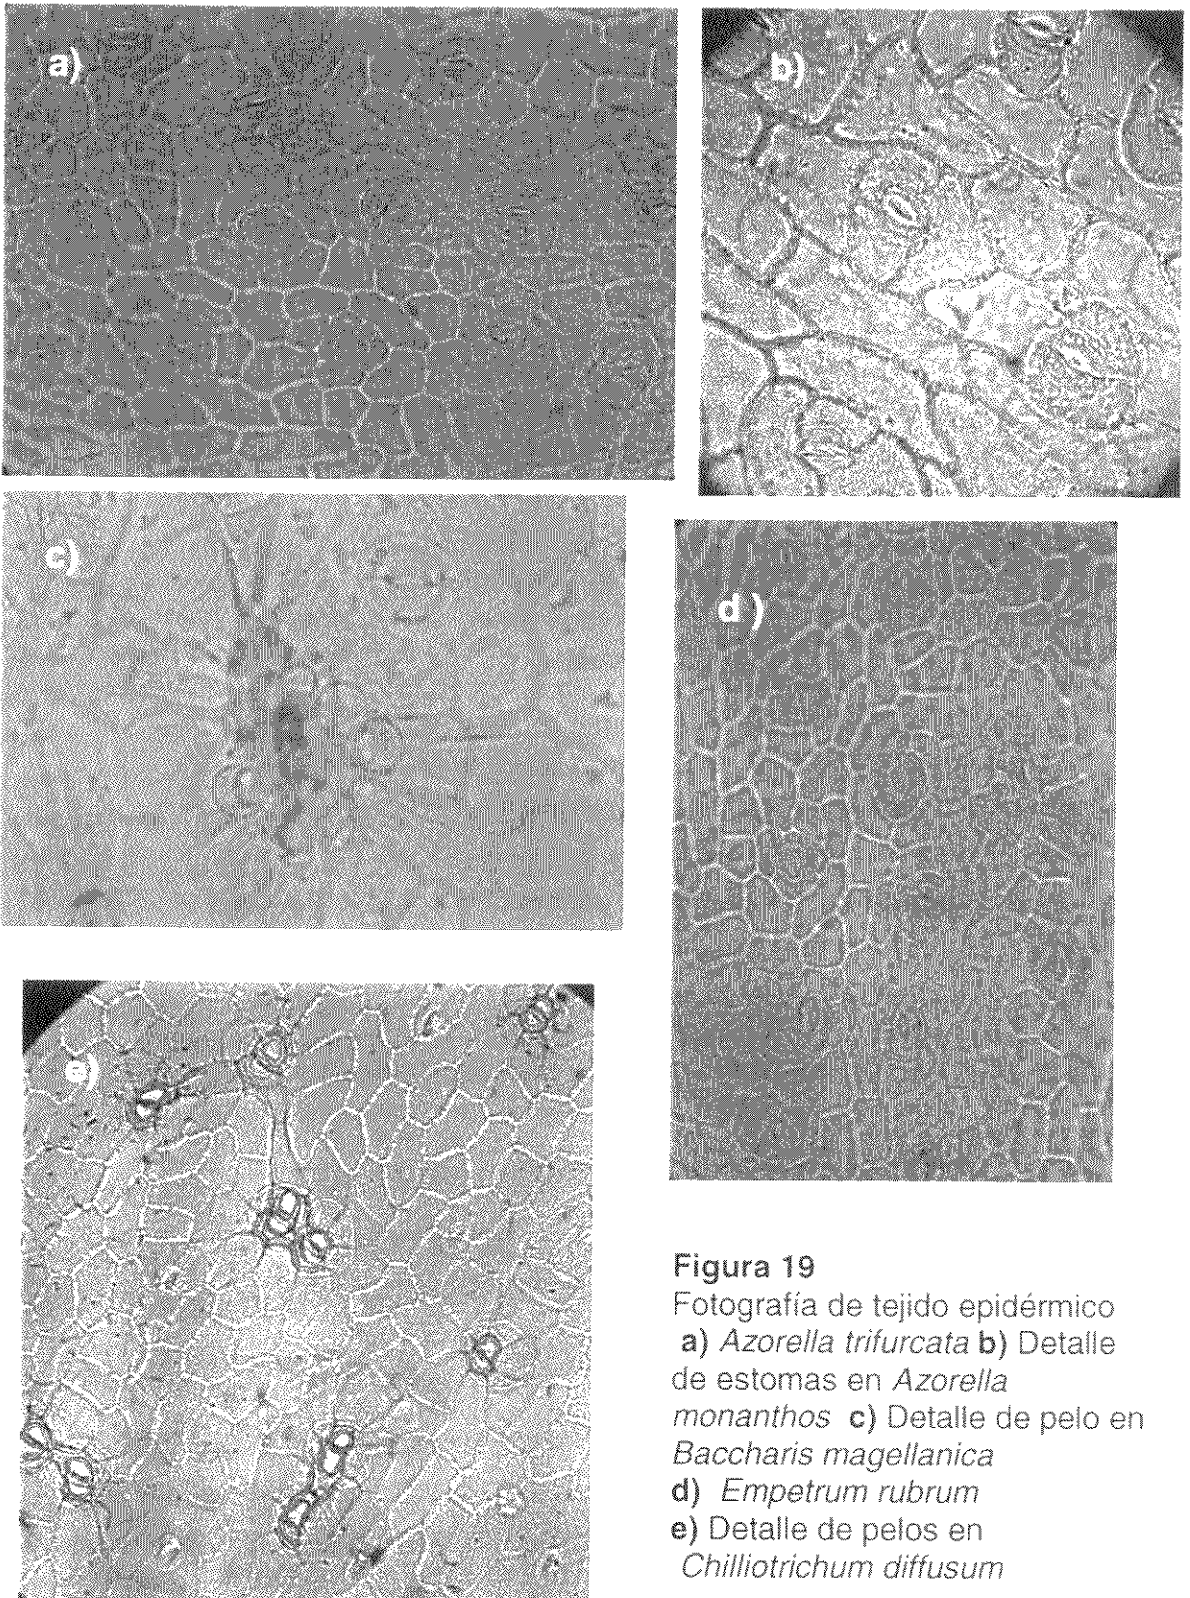 a)
b)
c)
d)
e)
Figura 19
Fotografía de tejido epidérmico
a) Azorella trifurcata b) Detalle
de estomas en Azorella
monanthos c) Detalle de pelo en
Baccharis magellanica
d) Empetrum rubrum
e) Detalle de pelos en
Chilliotrichum diffusum